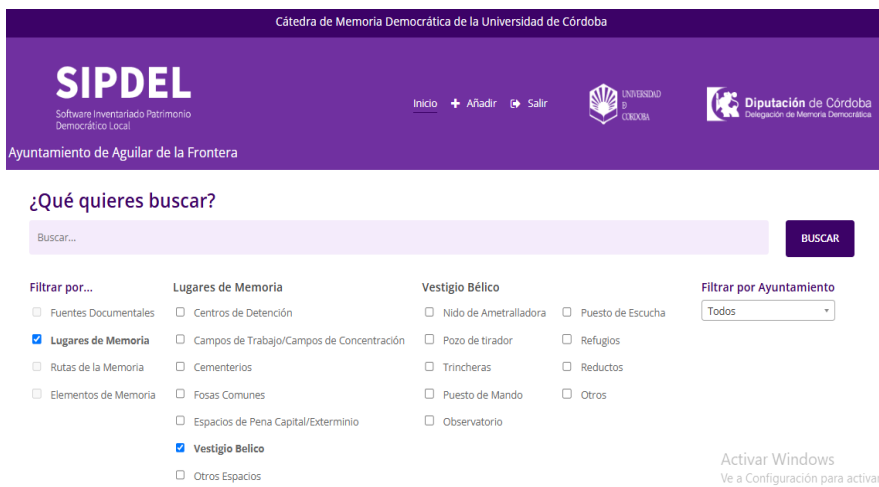 Cátedra de Memoria Democrática de la Universidad de Córdoba
SIPDEL
Software Inventariado Patrimonio
Democrático Local
Inicio + Añadir Salir
UNIVERSIDAD
D
CORDOBA
Diputación de Córdoba
Delegación de Memoria Democrática
Ayuntamiento de Aguilar de la Frontera
¿Qué quieres buscar?
Buscar...
BUSCAR
Filtrar por...
Fuentes Documentales
Lugares de Memoria
Rutas de la Memoria
Elementos de Memoria
Lugares de Memoria
Centros de Detención
Campos de Trabajo/Campos de Concentración
Cementerios
Fosas Comunes
Espacios de Pena Capital/Exterminio
Vestigio Belico
Otros Espacios
Vestigio Bélico
Nido de Ametralladora
Pozo de tirador
Trincheras
Puesto de Mando
Observatorio
Puesto de Escucha
Refugios
Reductos
Otros
Filtrar por Ayuntamiento
Todos
Activar Windows
Ve a Configuración para activar